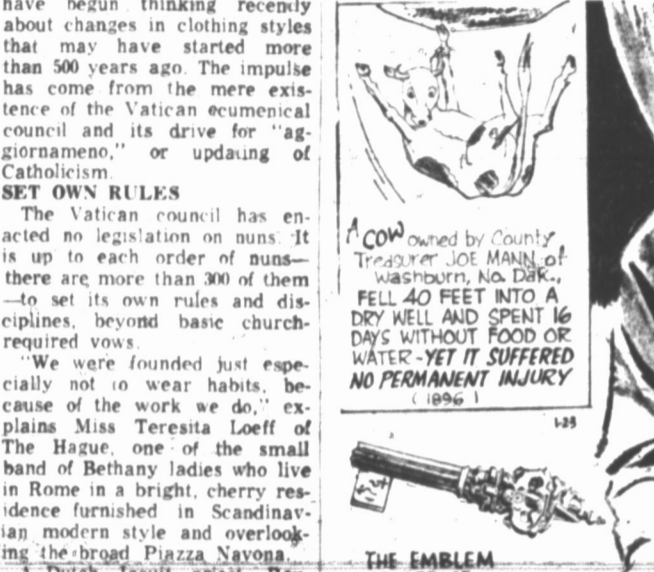 have begun thinking recently
about changes in clothing styles
that may have started more
than 500 years ago. The impulse
has come from the mere exis-
tence of the Vatican ecumenical
council and its drive for "ag-
giornameno," or updating of
Catholicism.
SET OWN RULES
The Vatican council has en-
acted no legislation on nuns. It
is up to each order of nuns—
there are more than 300 of them
—to set its own rules and dis-
ciplines, beyond basic church-
required vows.
"We were founded just espe-
cially not to wear habits, be-
cause of the work we do," ex-
plains Miss Teresita Loeff of
The Hague, one of the small
band of Bethany ladies who live
in Rome in a bright, cherry res-
idence furnished in Scandinav-
ian modern style and overlook-
ing the broad Piazza Navona.
A Dutch Jesuit priest,
A COW owned by County
Treasurer JOE MANN of
Washburn, No. Dak.,
FELL 40 FEET INTO A
DRY WELL AND SPENT 16
DAYS WITHOUT FOOD OR
WATER - YET IT SUFFERED
NO PERMANENT INJURY
(1896)
1-23
THE EMBLEM